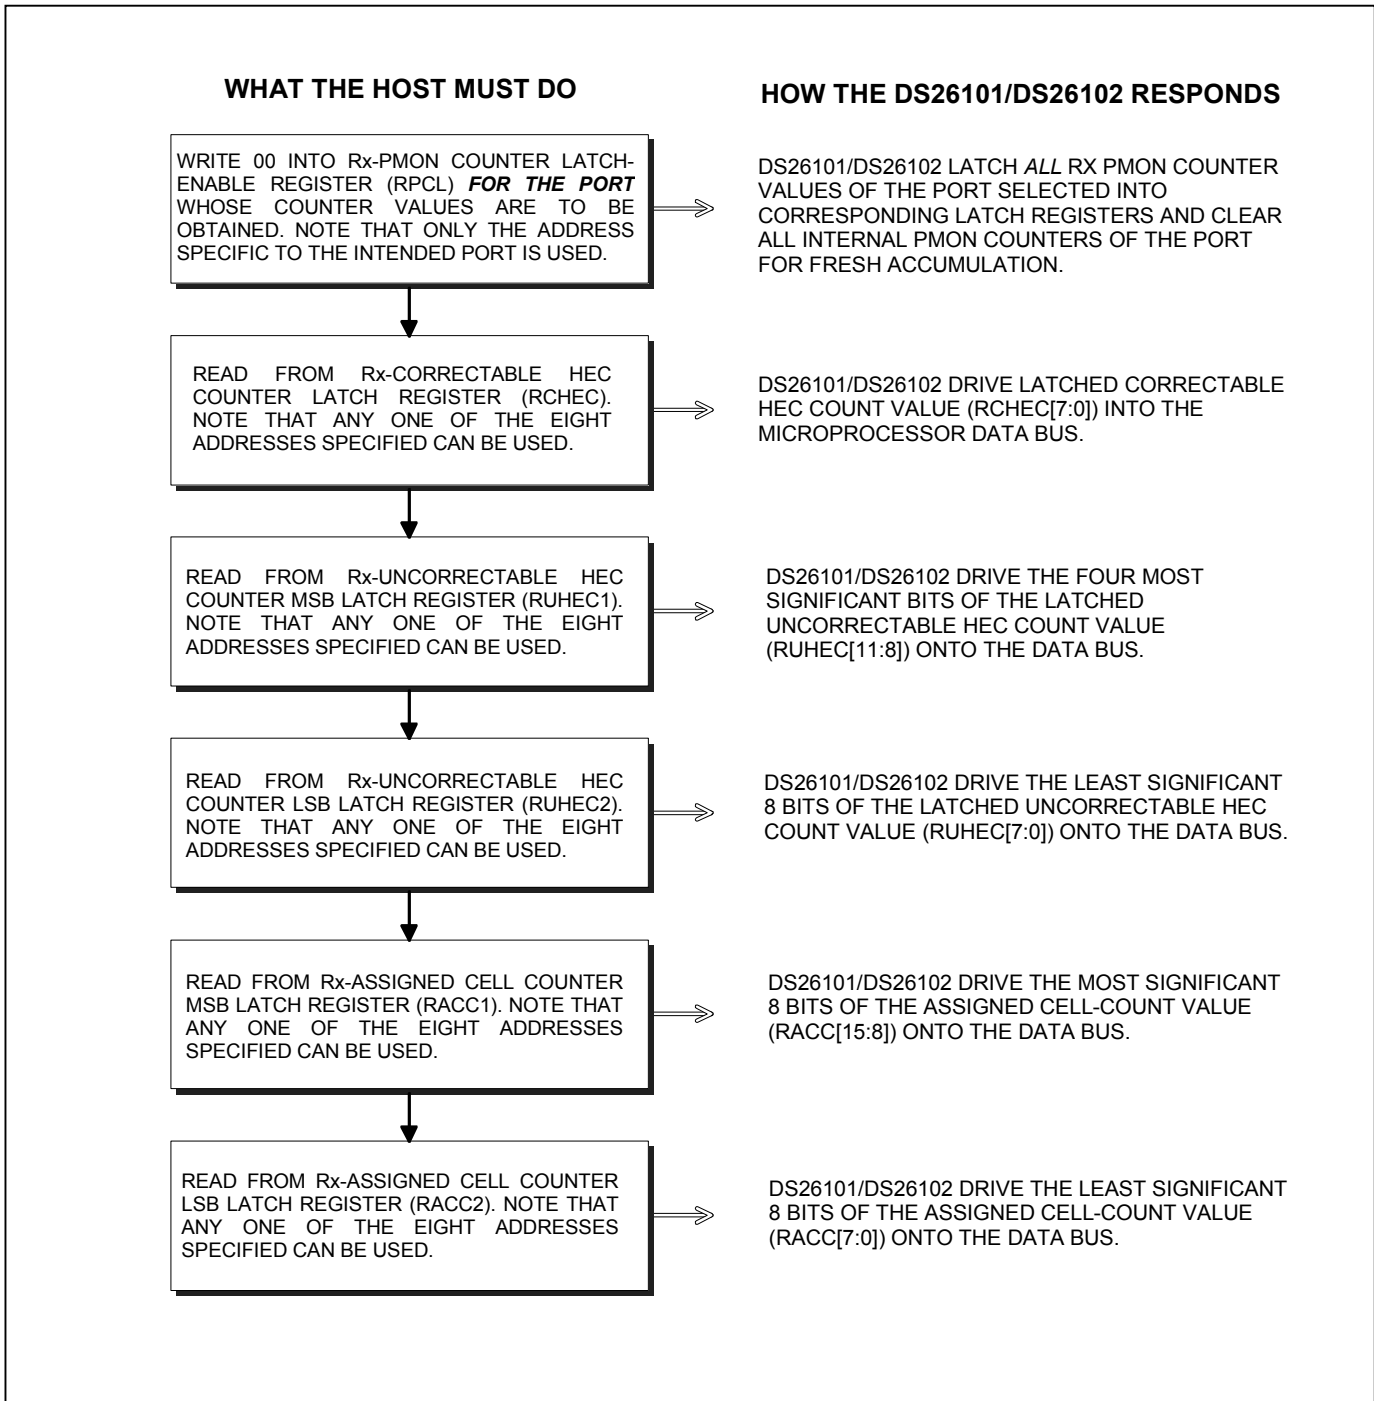 WHAT THE HOST MUST DO
HOW THE DS26101/DS26102 RESPONDS
WRITE 00 INTO Rx-PMON COUNTER LATCH-
ENABLE REGISTER (RPCL) FOR THE PORT
WHOSE COUNTER VALUES ARE TO BE
OBTAINED. NOTE THAT ONLY THE ADDRESS
SPECIFIC TO THE INTENDED PORT IS USED.
DS26101/DS26102 LATCH ALL RX PMON COUNTER
VALUES OF THE PORT SELECTED INTO
CORRESPONDING LATCH REGISTERS AND CLEAR
ALL INTERNAL PMON COUNTERS OF THE PORT
FOR FRESH ACCUMULATION.
READ FROM Rx-CORRECTABLE HEC
COUNTER LATCH REGISTER (RCHEC).
NOTE THAT ANY ONE OF THE EIGHT
ADDRESSES SPECIFIED CAN BE USED.
DS26101/DS26102 DRIVE LATCHED CORRECTABLE
HEC COUNT VALUE (RCHEC[7:0]) INTO THE
MICROPROCESSOR DATA BUS.
READ FROM Rx-UNCORRECTABLE HEC
COUNTER MSB LATCH REGISTER (RUHEC1).
NOTE THAT ANY ONE OF THE EIGHT
ADDRESSES SPECIFIED CAN BE USED.
DS26101/DS26102 DRIVE THE FOUR MOST
SIGNIFICANT BITS OF THE LATCHED
UNCORRECTABLE HEC COUNT VALUE
(RUHEC[11:8]) ONTO THE DATA BUS.
READ FROM Rx-UNCORRECTABLE HEC
COUNTER LSB LATCH REGISTER (RUHEC2).
NOTE THAT ANY ONE OF THE EIGHT
ADDRESSES SPECIFIED CAN BE USED.
DS26101/DS26102 DRIVE THE LEAST SIGNIFICANT
8 BITS OF THE LATCHED UNCORRECTABLE HEC
COUNT VALUE (RUHEC[7:0]) ONTO THE DATA BUS.
READ FROM Rx-ASSIGNED CELL COUNTER
MSB LATCH REGISTER (RACC1). NOTE THAT
ANY ONE OF THE EIGHT ADDRESSES
SPECIFIED CAN BE USED.
DS26101/DS26102 DRIVE THE MOST SIGNIFICANT
8 BITS OF THE ASSIGNED CELL-COUNT VALUE
(RACC[15:8]) ONTO THE DATA BUS.
READ FROM Rx-ASSIGNED CELL COUNTER
LSB LATCH REGISTER (RACC2). NOTE THAT
ANY ONE OF THE EIGHT ADDRESSES
SPECIFIED CAN BE USED.
DS26101/DS26102 DRIVE THE LEAST SIGNIFICANT
8 BITS OF THE ASSIGNED CELL-COUNT VALUE
(RACC[7:0]) ONTO THE DATA BUS.